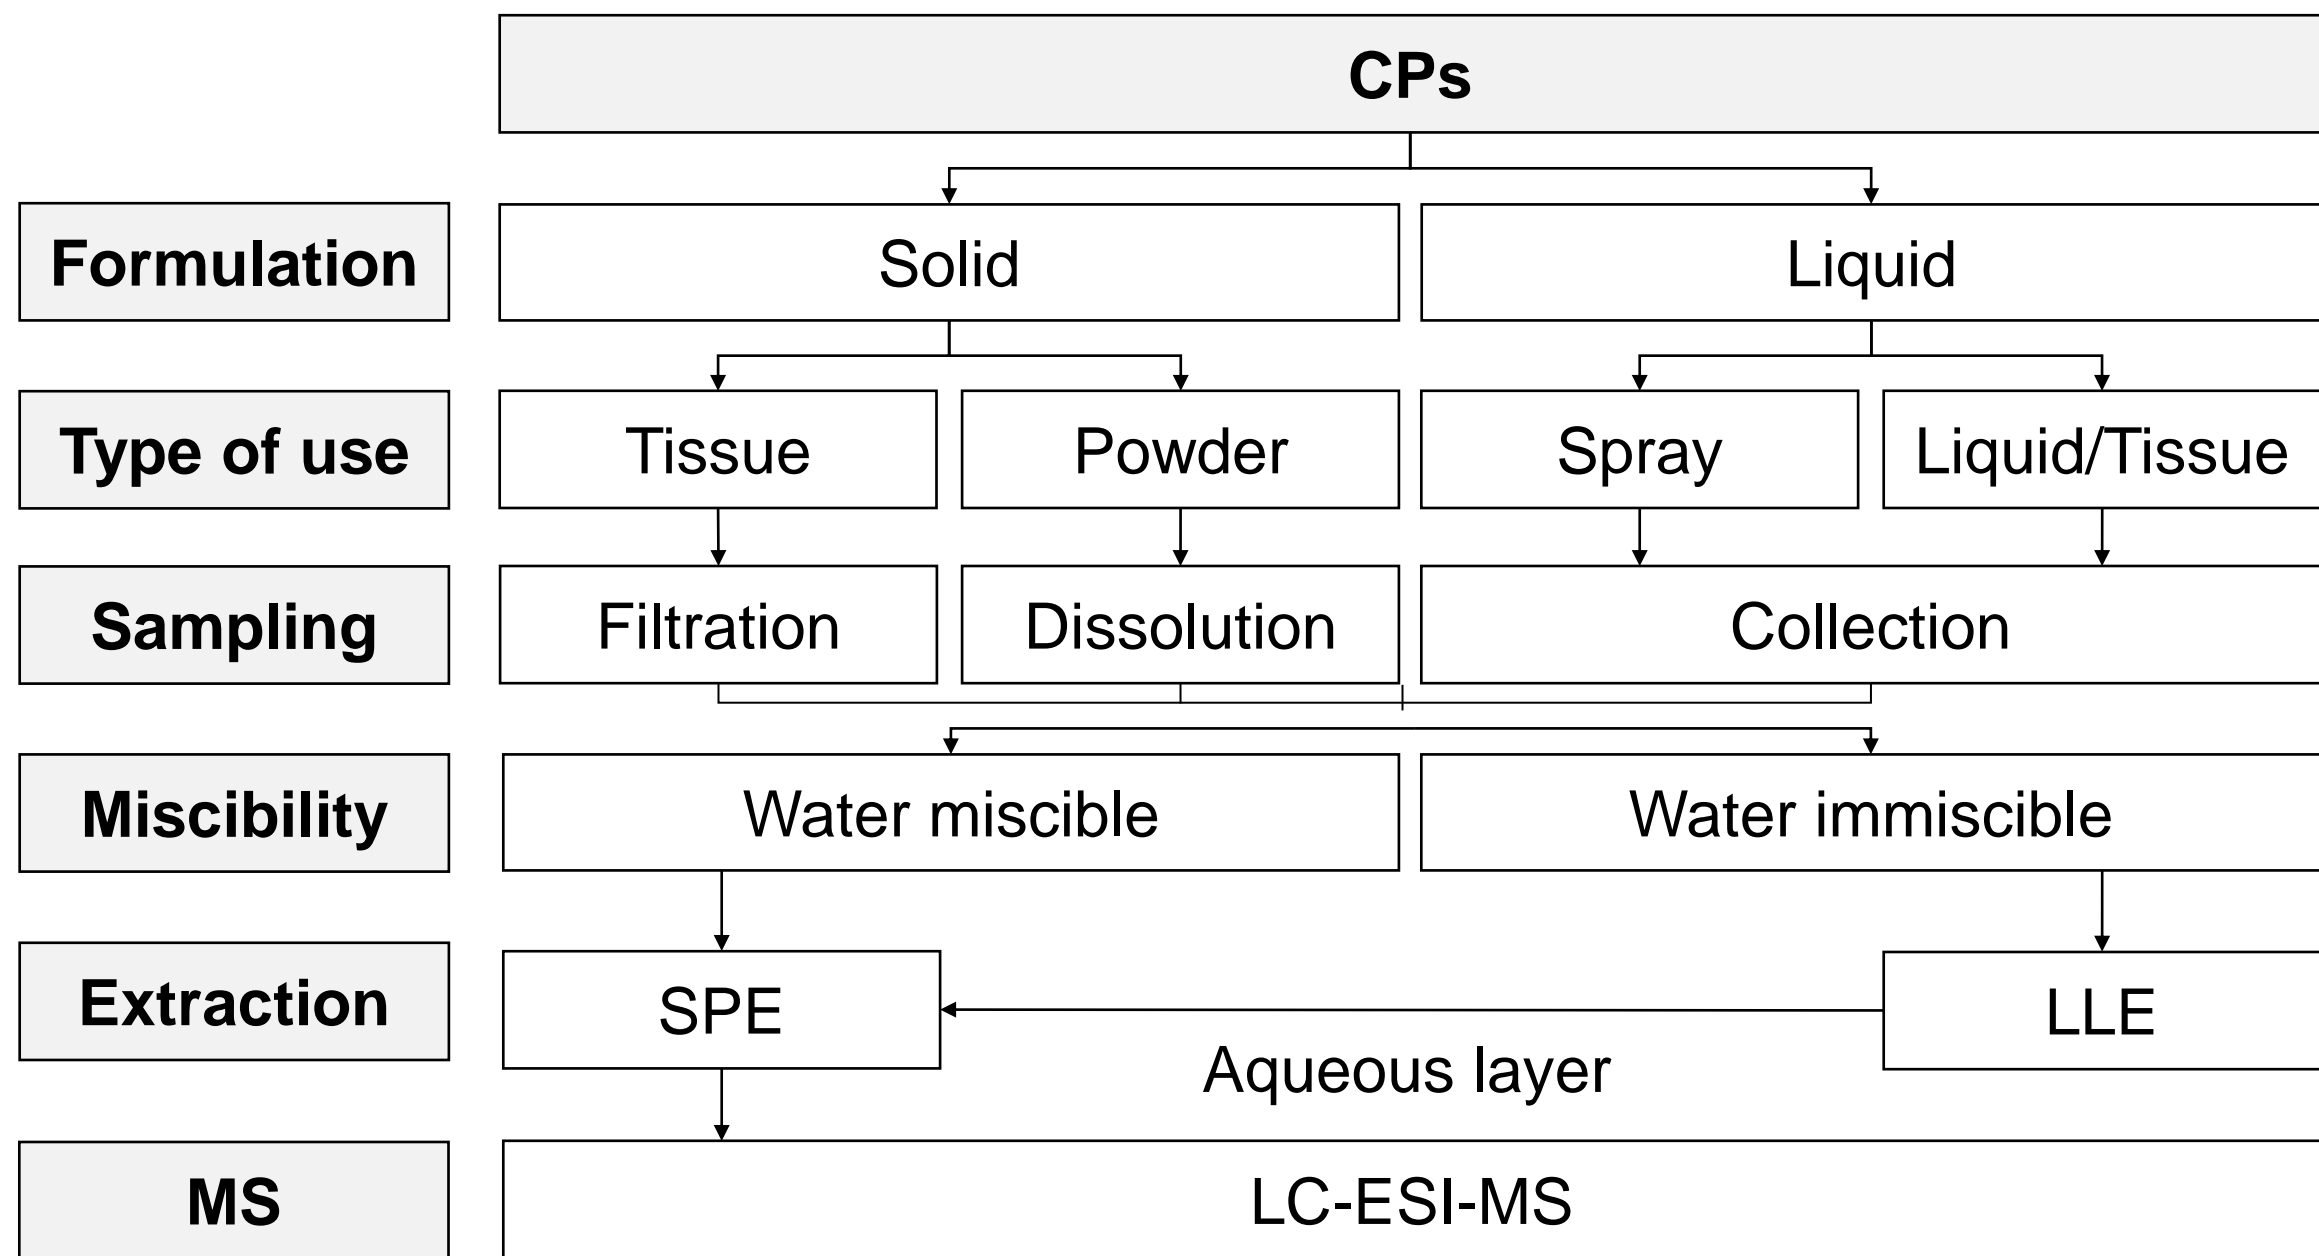 CPs
Formulation
Solid
Liquid
Type of use
Tissue
Powder
Spray
Liquid/Tissue
Sampling
Filtration
Dissolution
Collection
Miscibility
Water miscible
Water immiscible
Extraction
SPE
LLE
Aqueous layer
MS
LC-ESI-MS